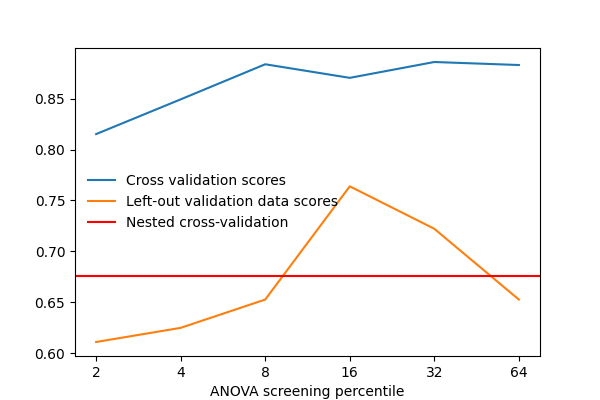 0.85
0.80
0.75
0.70
0.65
0.60
Cross validation scores
Left-out validation data scores
Nested cross-validation
2 4 8 16 32 64
ANOVA screening percentile